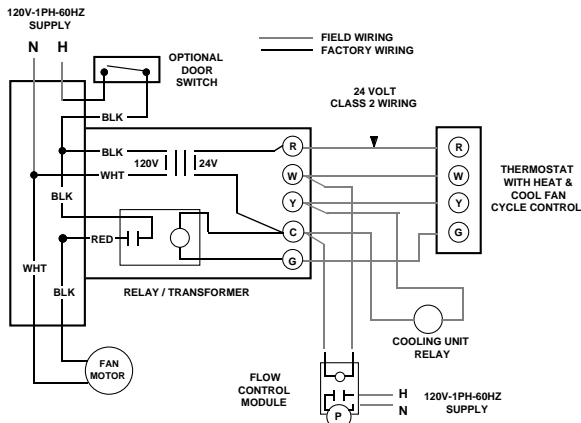 120V-1PH-60HZ
SUPPLY
N H
OPTIONAL
DOOR
SWITCH
FIELD WIRING
FACTORY WIRING
24 VOLT
CLASS 2 WIRING
BLK
BLK
120V
24V
WHT
BLK
RED
WHT
BLK
R
W
Y
C
G
R
W
Y
G
THERMOSTAT
WITH HEAT &
COOL FAN
CYCLE CONTROL
RELAY / TRANSFORMER
COOLING UNIT
RELAY
FAN
MOTOR
FLOW
CONTROL
MODULE
P
H
N
120V-1PH-60HZ
SUPPLY